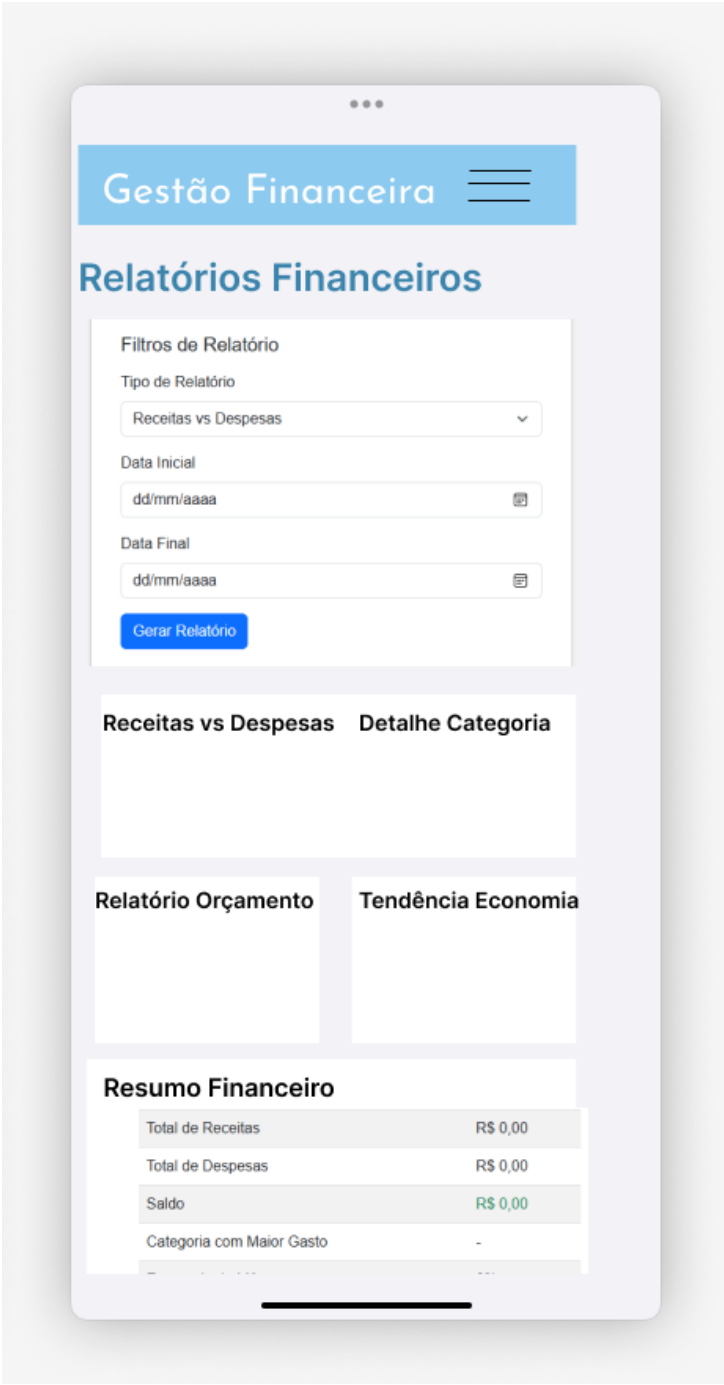 Gestão Financeira
Relatórios Financeiros
Filtros de Relatório
Tipo de Relatório
Receitas vs Despesas
Data Inicial
dd/mm/aaaa
Data Final
dd/mm/aaaa
Gerar Relatório
Receitas vs Despesas Detalhe Categoria
Relatório Orçamento Tendência Economia
Resumo Financeiro
Total de Receitas R$ 0,00
Total de Despesas R$ 0,00
Saldo R$ 0,00
Categoria com Maior Gasto -